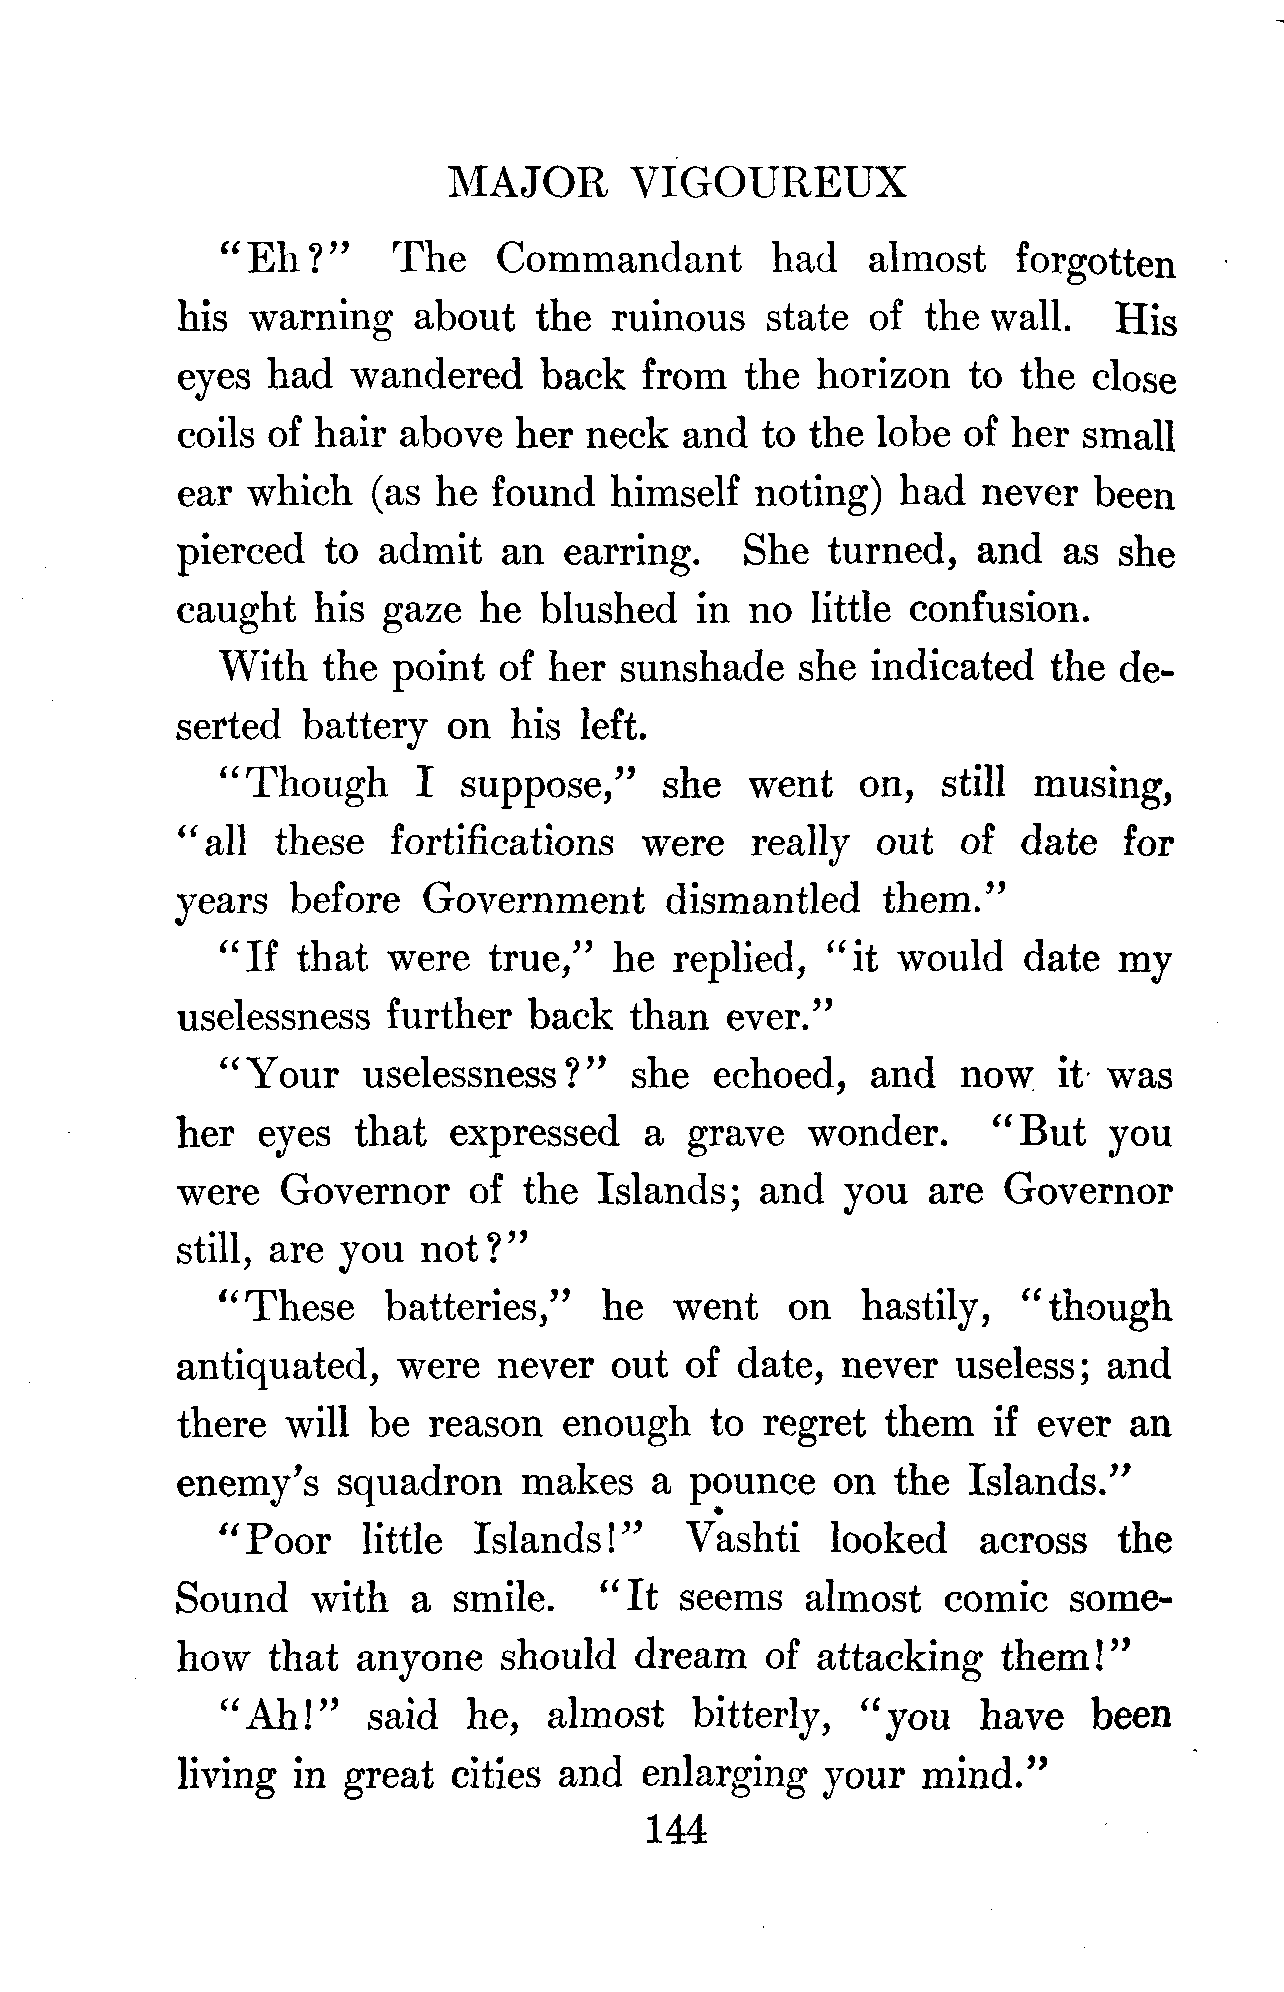 MAJOR VIGOUREUX
"Eh?" The Commandant had almost forgotten
his warning about the ruinous state of the wall. His
eyes had wandered back from the horizon to the close
coils of hair above her neck and to the lobe of her small
ear which (as he found himself noting) had never been
pierced to admit an earring. She turned, and as she
caught his gaze he blushed in no little confusion.
With the point of her sunshade she indicated the de-
serted battery on his left.
"Though I suppose," she went on, still musing,
"all these fortifications were really out of date for
years before Government dismantled them."
"If that were true," he replied, "it would date my
uselessness further back than ever."
"Your uselessness?" she echoed, and now it was
her eyes that expressed a grave wonder. "But you
were Governor of the Islands; and you are Governor
still, are you not?"
"These batteries," he went on hastily, "though
antiquated, were never out of date, never useless; and
there will be reason enough to regret them if ever an
enemy's squadron makes a pounce on the Islands."
"Poor little Islands!" Vashti looked across the
Sound with a smile. "It seems almost comic some-
how that anyone should dream of attacking them!"
"Ah!" said he, almost bitterly, "you have been
living in great cities and enlarging your mind."
144